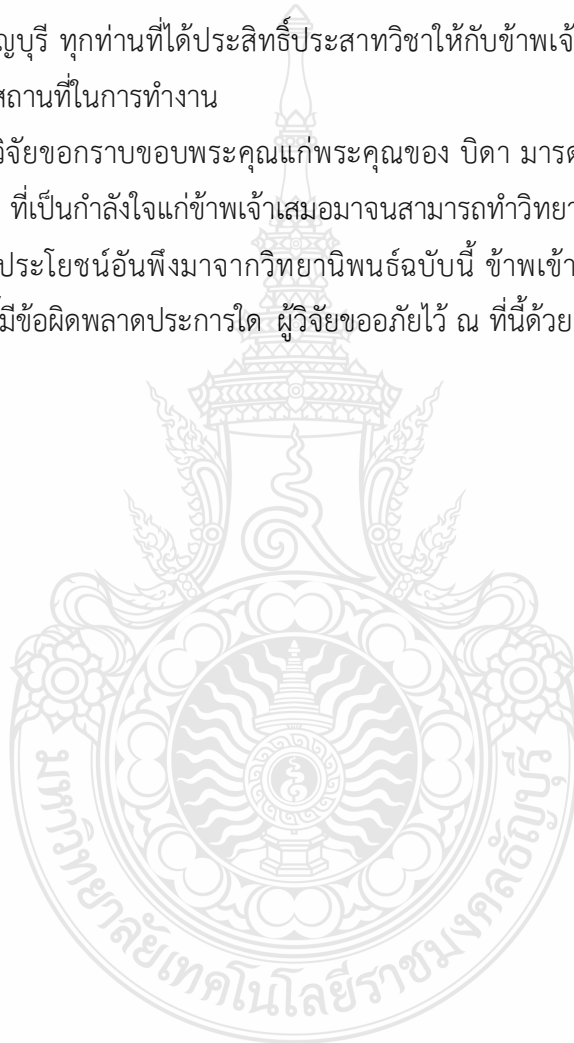 ญบุรี ทุกท่านที่ได้ประสิทธิ์ประสาทวิชาให้กับข้าพเจ้
สถานที่ในการทำงาน
วิจัยขอกราบขอบพระคุณแก่พระคุณของ บิดา มารด
ที่เป็นกำลังใจแก่ข้าพเจ้าเสมอมาจนสามารถทำวิทยา
ประโยชน์อันพึงมาจากวิทยานิพนธ์ฉบับนี้ ข้าพเข้า
มีข้อผิดพลาดประการใด ผู้วิจัยขออภัยไว้ ณ ที่นี้ด้วย
มหาวิทยาลัยเทคโนโลยีราชมงคลธัญบุรี